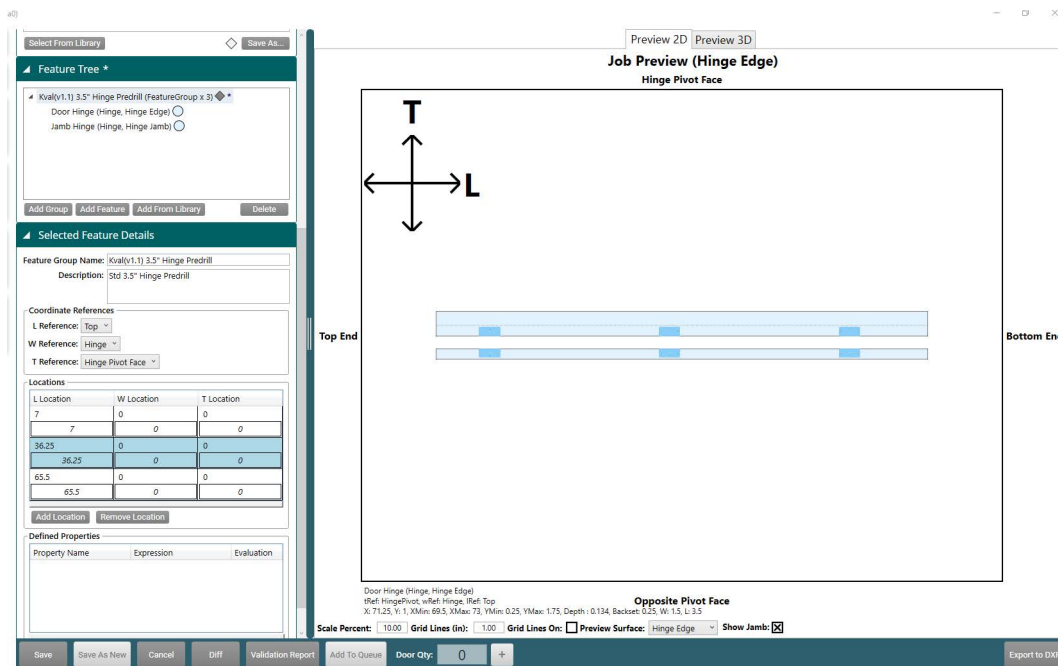 a0)
Select From Library Save As...
Feature Tree *
Kval(v1.1) 3.5" Hinge Predrill (FeatureGroup x 3) *
Door Hinge (Hinge, Hinge Edge)
Jamb Hinge (Hinge, Hinge Jamb)
Add Group Add Feature Add From Library Delete
Selected Feature Details
Feature Group Name: Kval(v1.1) 3.5" Hinge Predrill
Description: Std 3.5" Hinge Predrill
Coordinate References
L Reference: Top
W Reference: Hinge
T Reference: Hinge Pivot Face
Locations
L Location W Location T Location
7 0 0
7 0 0
36.25 0 0
36.25 0 0
65.5 0 0
65.5 0 0
Add Location Remove Location
Defined Properties
Property Name Expression Evaluation
Preview 2D Preview 3D
Job Preview (Hinge Edge)
Hinge Pivot Face
T
L
Top End
Bottom End
Door Hinge (Hinge, Hinge Edge)
tRef: HingePivot, wRef: Hinge, lRef: Top
Opposite Pivot Face
X: 71.25, Y: 1, XMin: 69.5, XMax: 73, YMin: 0.25, YMax: 1.75, Depth : 0.134, Backset: 0.25, W: 1.5, L: 3.5
Scale Percent: 10.00 Grid Lines (in): 1.00 Grid Lines On: Preview Surface: Hinge Edge Show Jamb:
Save Save As New Cancel Diff Validation Report Add To Queue Door Qty: 0 + Export to DXF